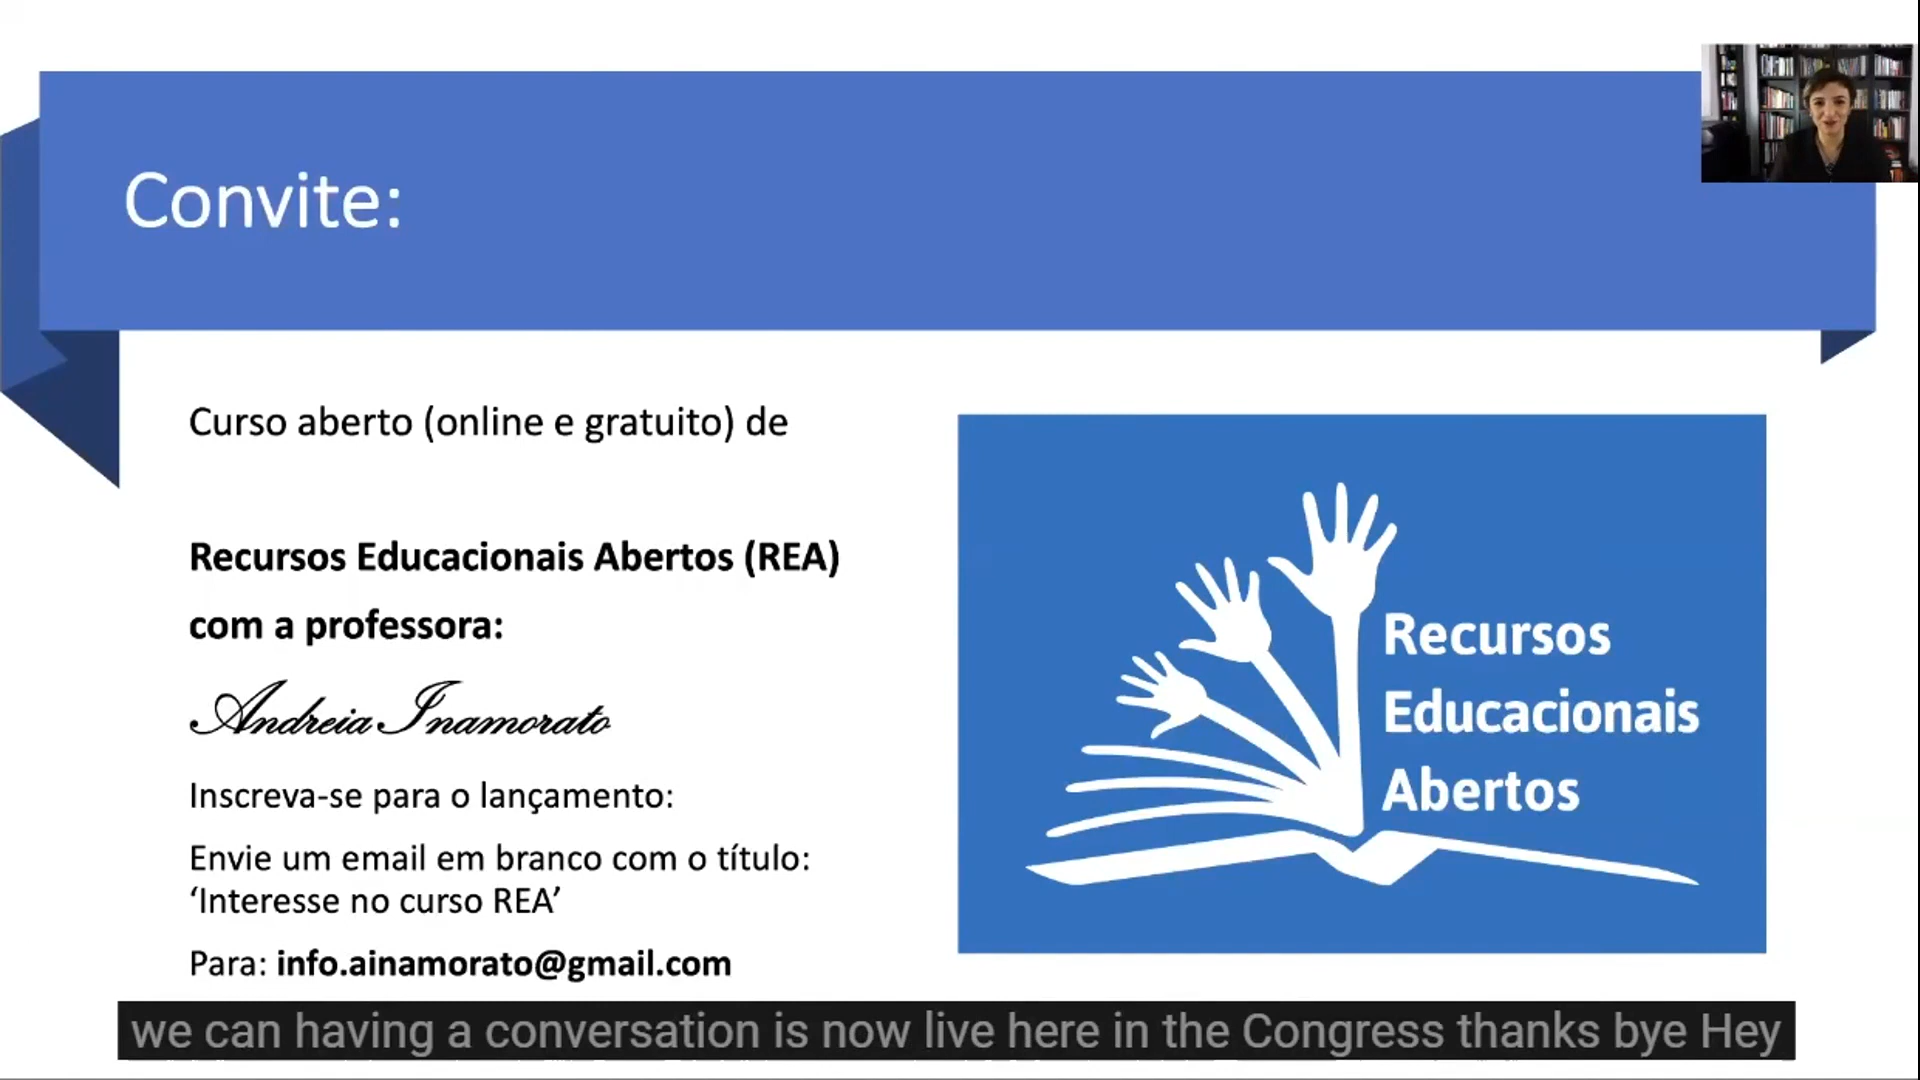 Convite:
Curso aberto (online e gratuito) de
Recursos Educacionais Abertos (REA)
com a professora:
Andreia Inamorato
Inscreva-se para o lançamento:
Envie um email em branco com o título:
‘Interesse no curso REA’
Para: info.ainamorato@gmail.com
Recursos
Educacionais
Abertos
we can having a conversation is now live here in the Congress thanks bye Hey